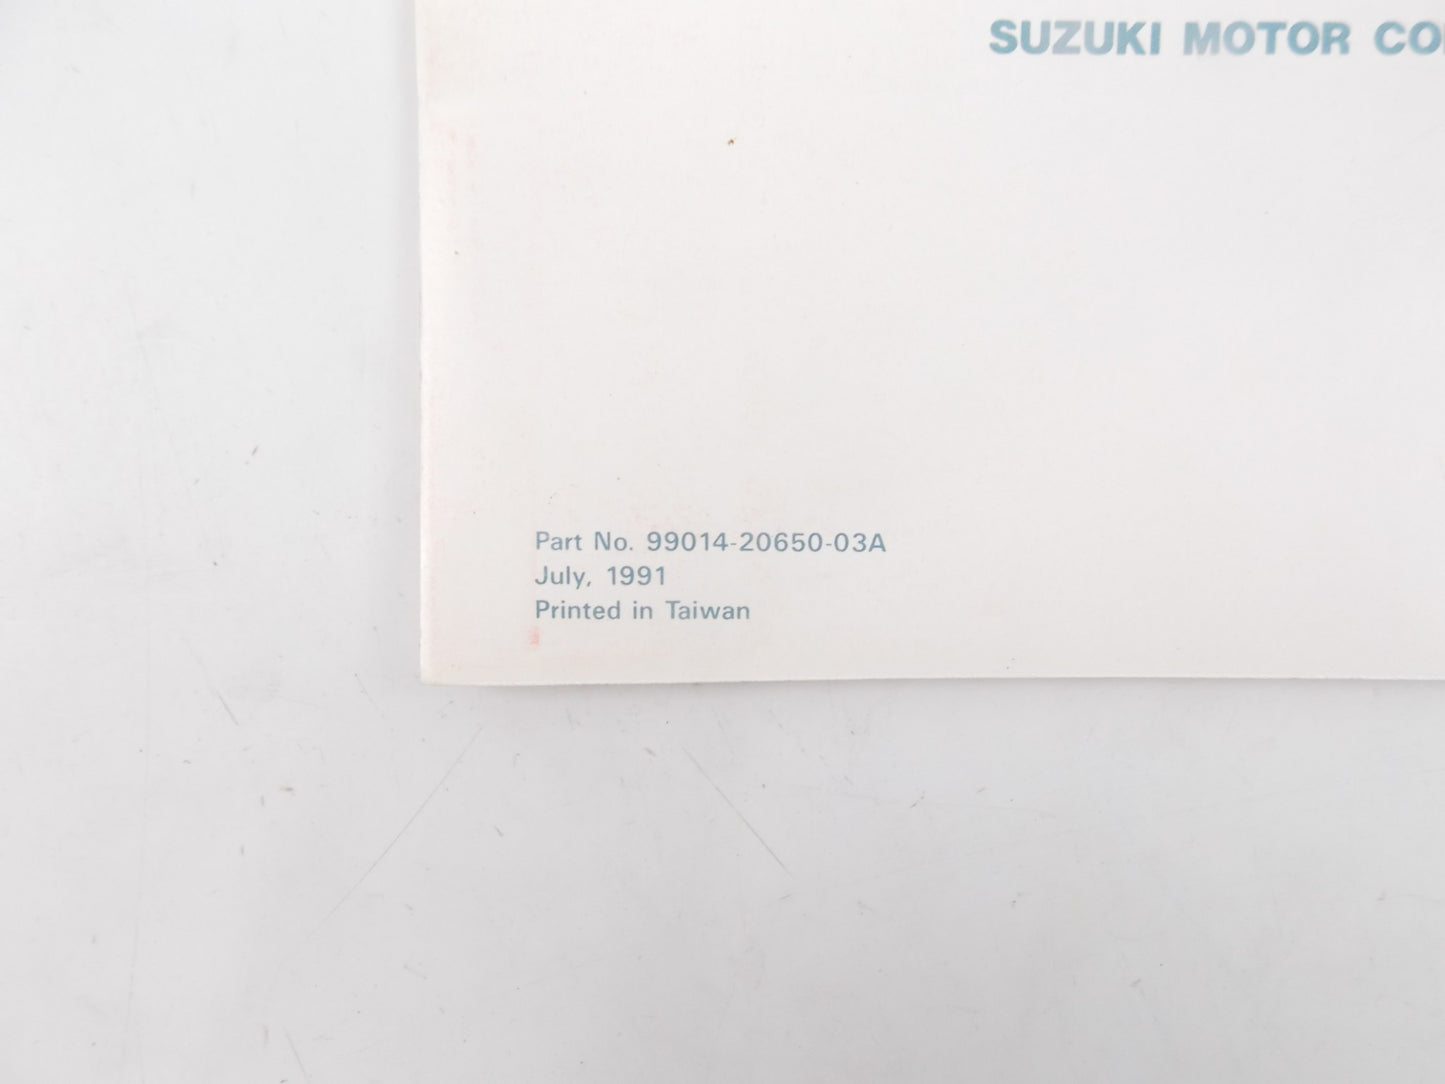 SUZUKI MOTOR CO
Part No. 99014-20650-03A
July, 1991
Printed in Taiwan